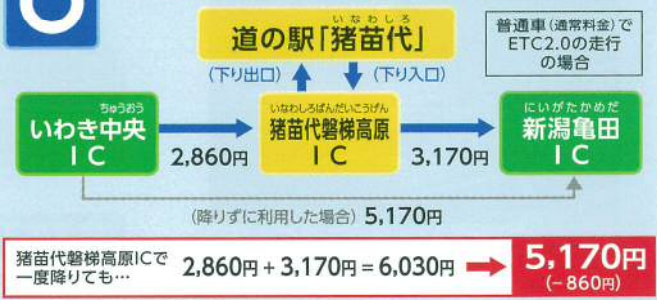 いなわしろ
道の駅「猪苗代」
普通車(通常料金)で
ETC2.0の走行
の場合
(下り出口) (下り入口)
ちゅうおう
いわき中央
IC
2,860円
いなわしろばんだいこうげん
猪苗代磐梯高原
IC
3,170円
にいがたかめだ
新潟亀田
IC
(降りずに利用した場合) 5,170円
猪苗代磐梯高原ICで
一度降りても…
2,860円+3,170円=6,030円
5,170円
(-860円)